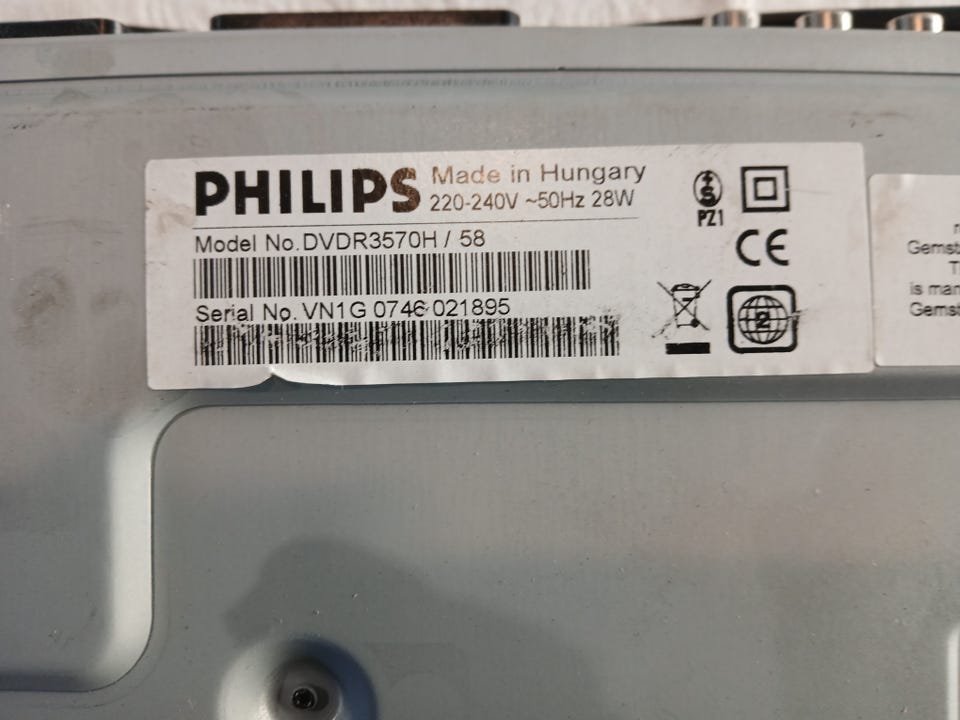 PHILIPS Made in Hungary
220-240V ~50Hz 28W
Model No. DVDR3570H / 58
Serial No. VN1G 0746 021895
S
PZ1
CE
2
Gemst
is man
Gemst